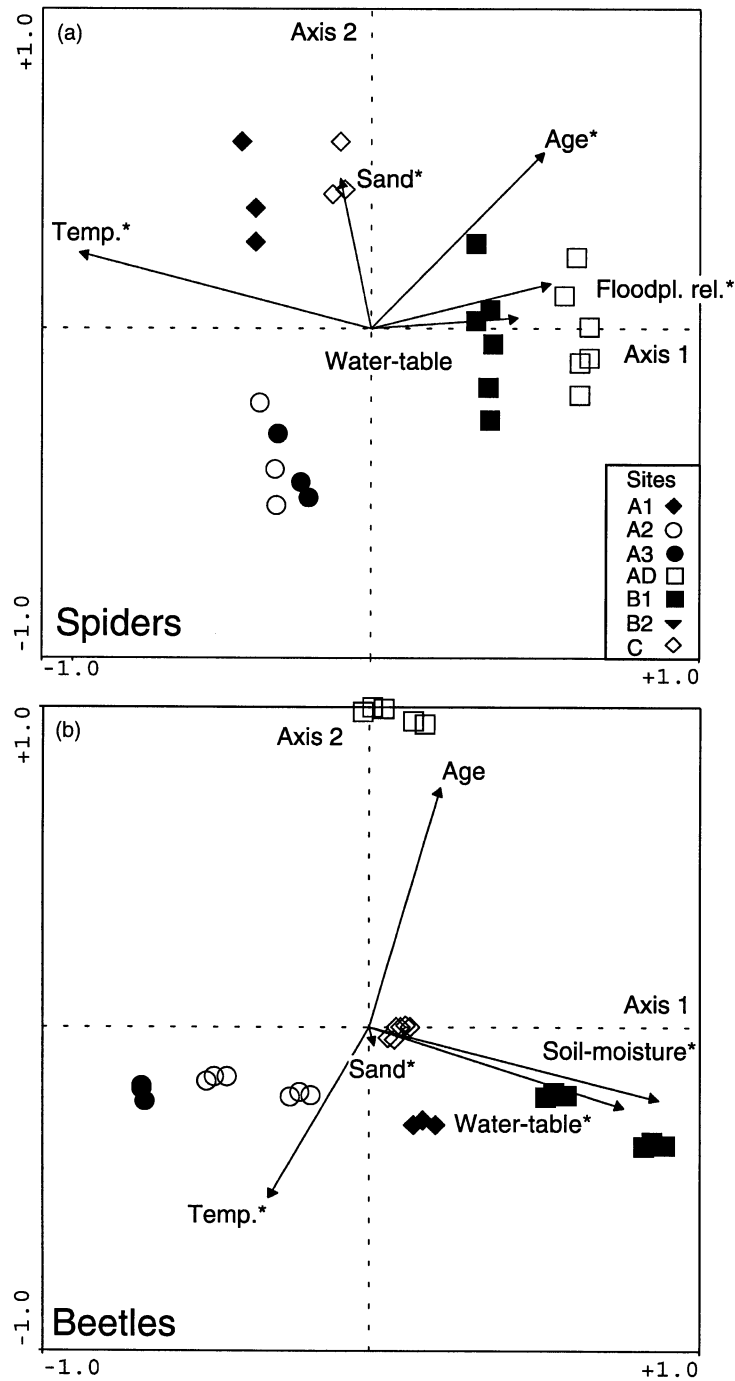 +1.0
(a)
Axis 2
Age*
Sand*
Temp.*
Floodpl. rel.*
Axis 1
Water-table
Sites
A1
A2
A3
AD
B1
B2
C
-1.0
Spiders
-1.0
+1.0
+1.0
(b)
Axis 2
Age
Axis 1
Soil-moisture*
Sand*
Water-table*
Temp.*
-1.0
Beetles
-1.0
+1.0